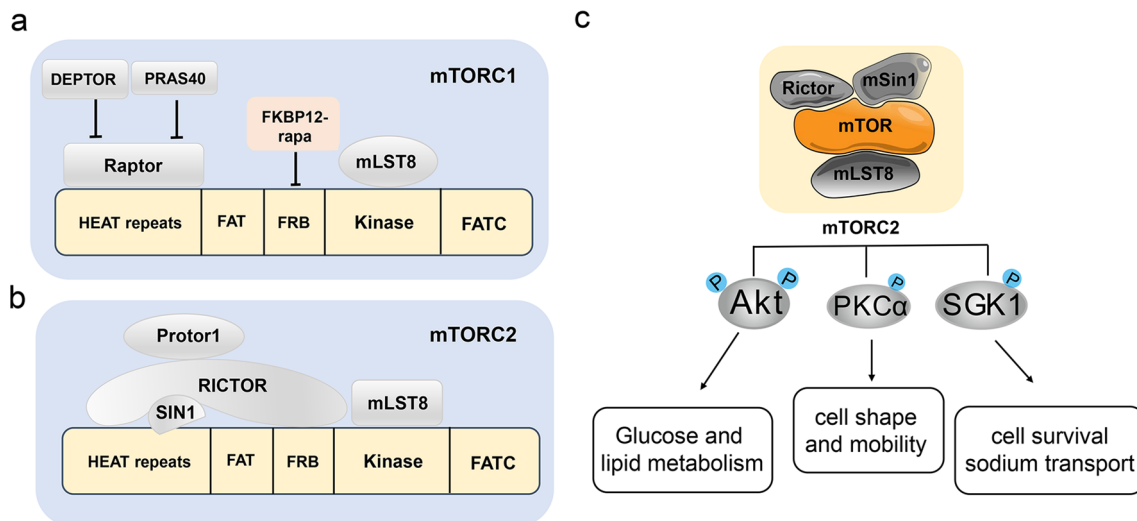 a
mTORC1
DEPTOR
PRAS40
FKBP12-
rapa
Raptor
mLST8
HEAT repeats
FAT
FRB
Kinase
FATC
b
mTORC2
Protor1
RICTOR
SIN1
mLST8
HEAT repeats
FAT
FRB
Kinase
FATC
c
Rictor
mSin1
mTOR
mLST8
mTORC2
P
P
Akt
P
PKCα
P
SGK1
Glucose and
lipid metabolism
cell shape
and mobility
cell survival
sodium transport